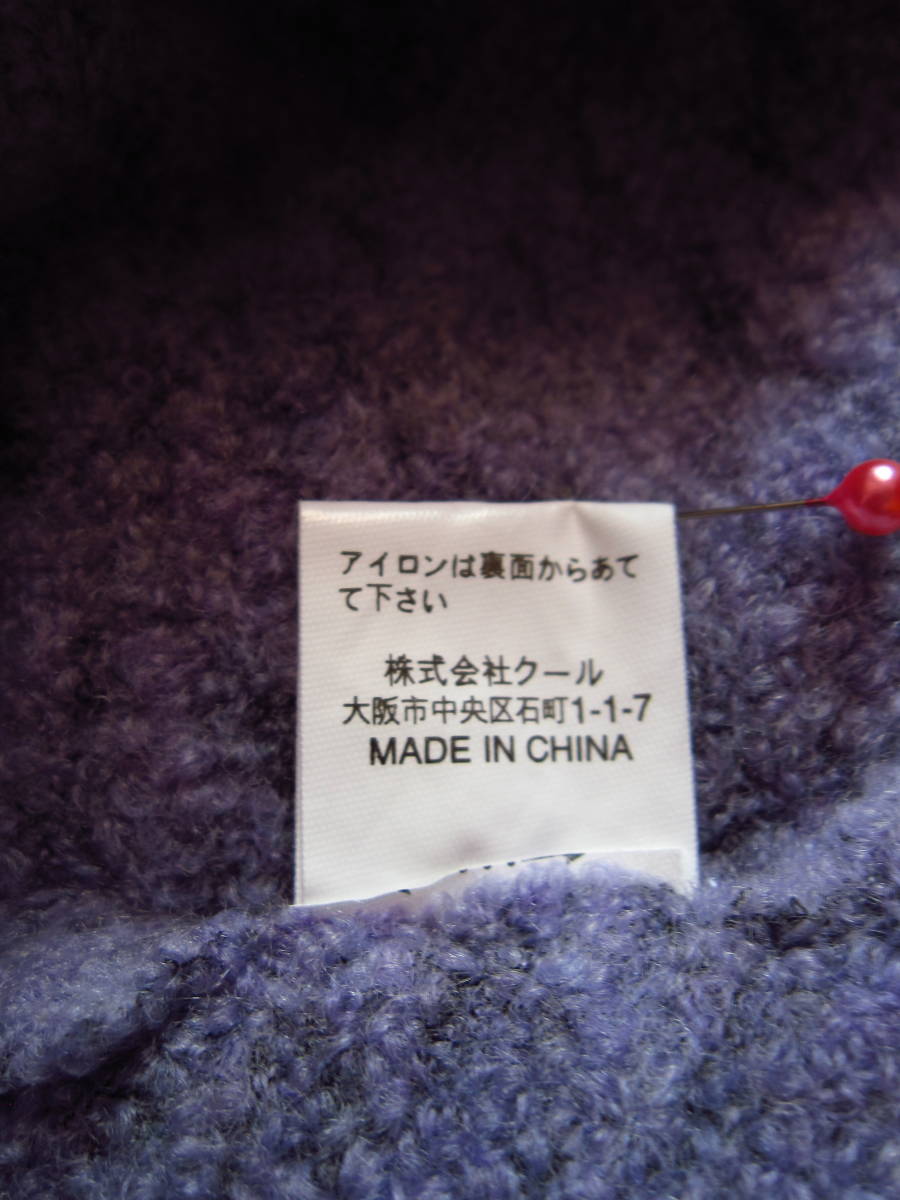 アイロンは裏面からあて
て下さい
株式会社クール
大阪市中央区石町1-1-7
MADE IN CHINA